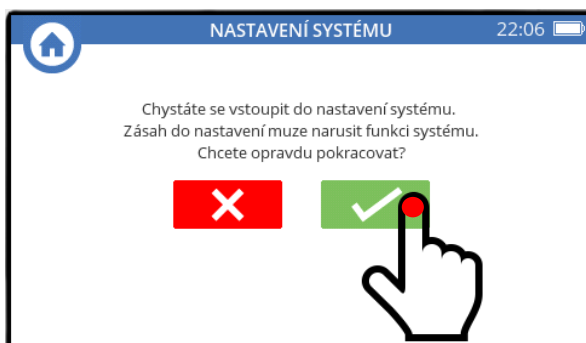 NASTAVENÍ SYSTÉMU 22:06
Chystáte se vstoupit do nastavení systému.
Zásah do nastavení muze narusit funkci systému.
Chcete opravdu pokracovat?